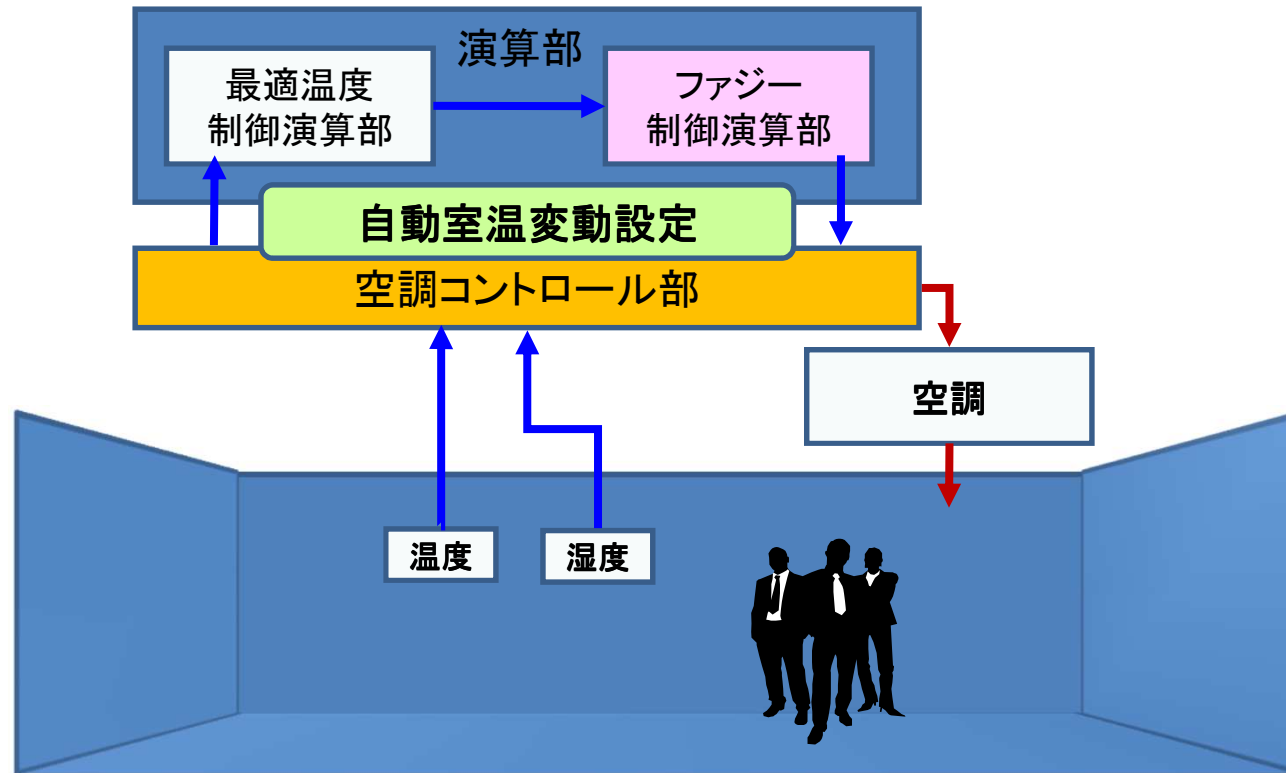 演算部
最適温度
制御演算部
ファジー
制御演算部
自動室温変動設定
空調コントロール部
空調
温度
湿度